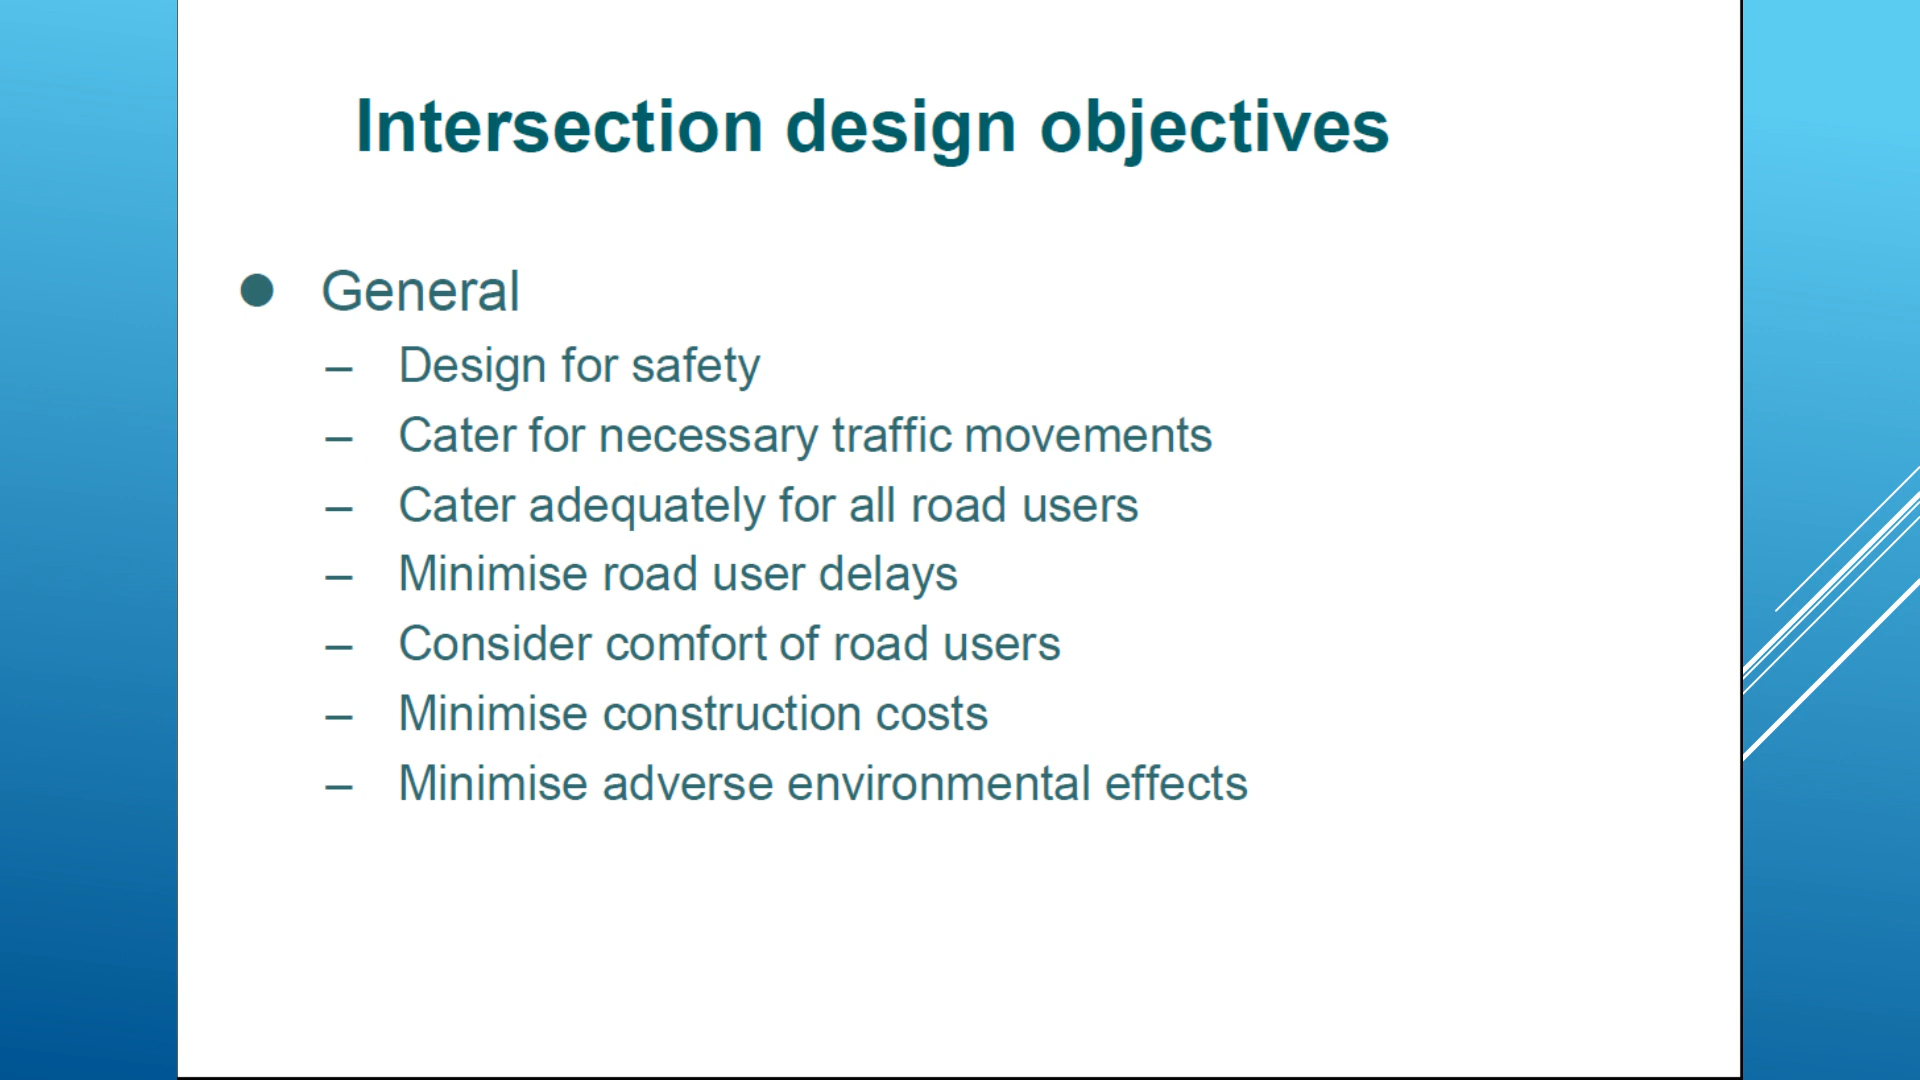 Intersection design objectives
● General
– Design for safety
– Cater for necessary traffic movements
– Cater adequately for all road users
– Minimise road user delays
– Consider comfort of road users
– Minimise construction costs
– Minimise adverse environmental effects